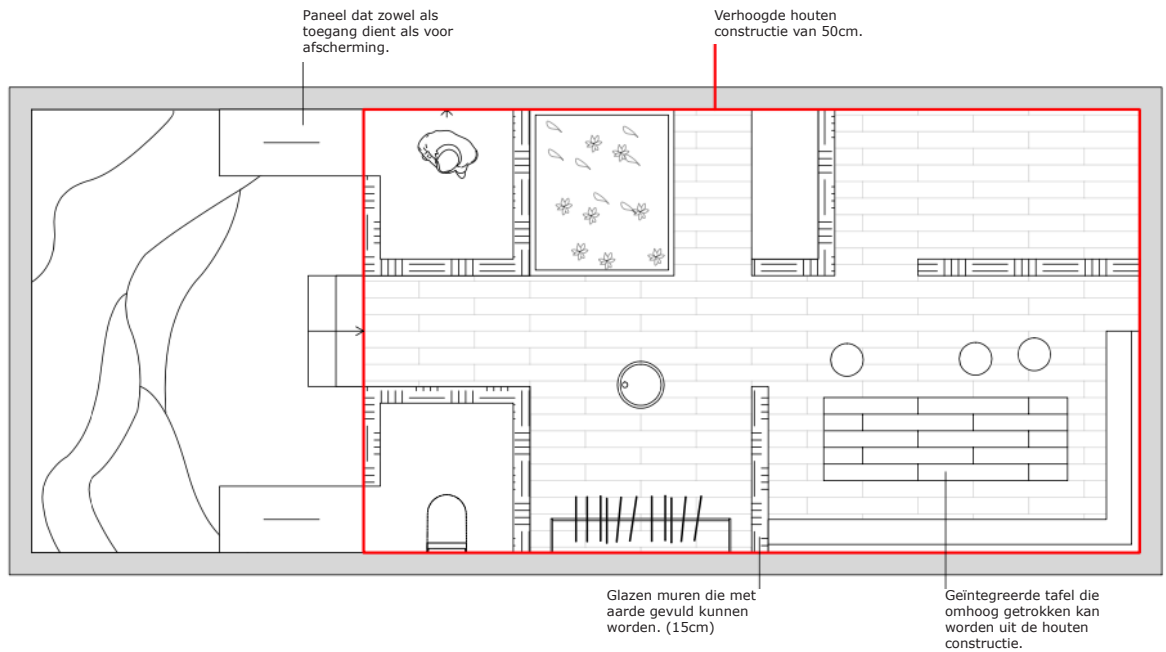 Paneel dat zowel als
toegang dient als voor
afscherming.
Verhoogde houten
constructie van 50cm.
Glazen muren die met
aarde gevuld kunnen
worden. (15cm)
Geïntegreerde tafel die
omhoog getrokken kan
worden uit de houten
constructie.